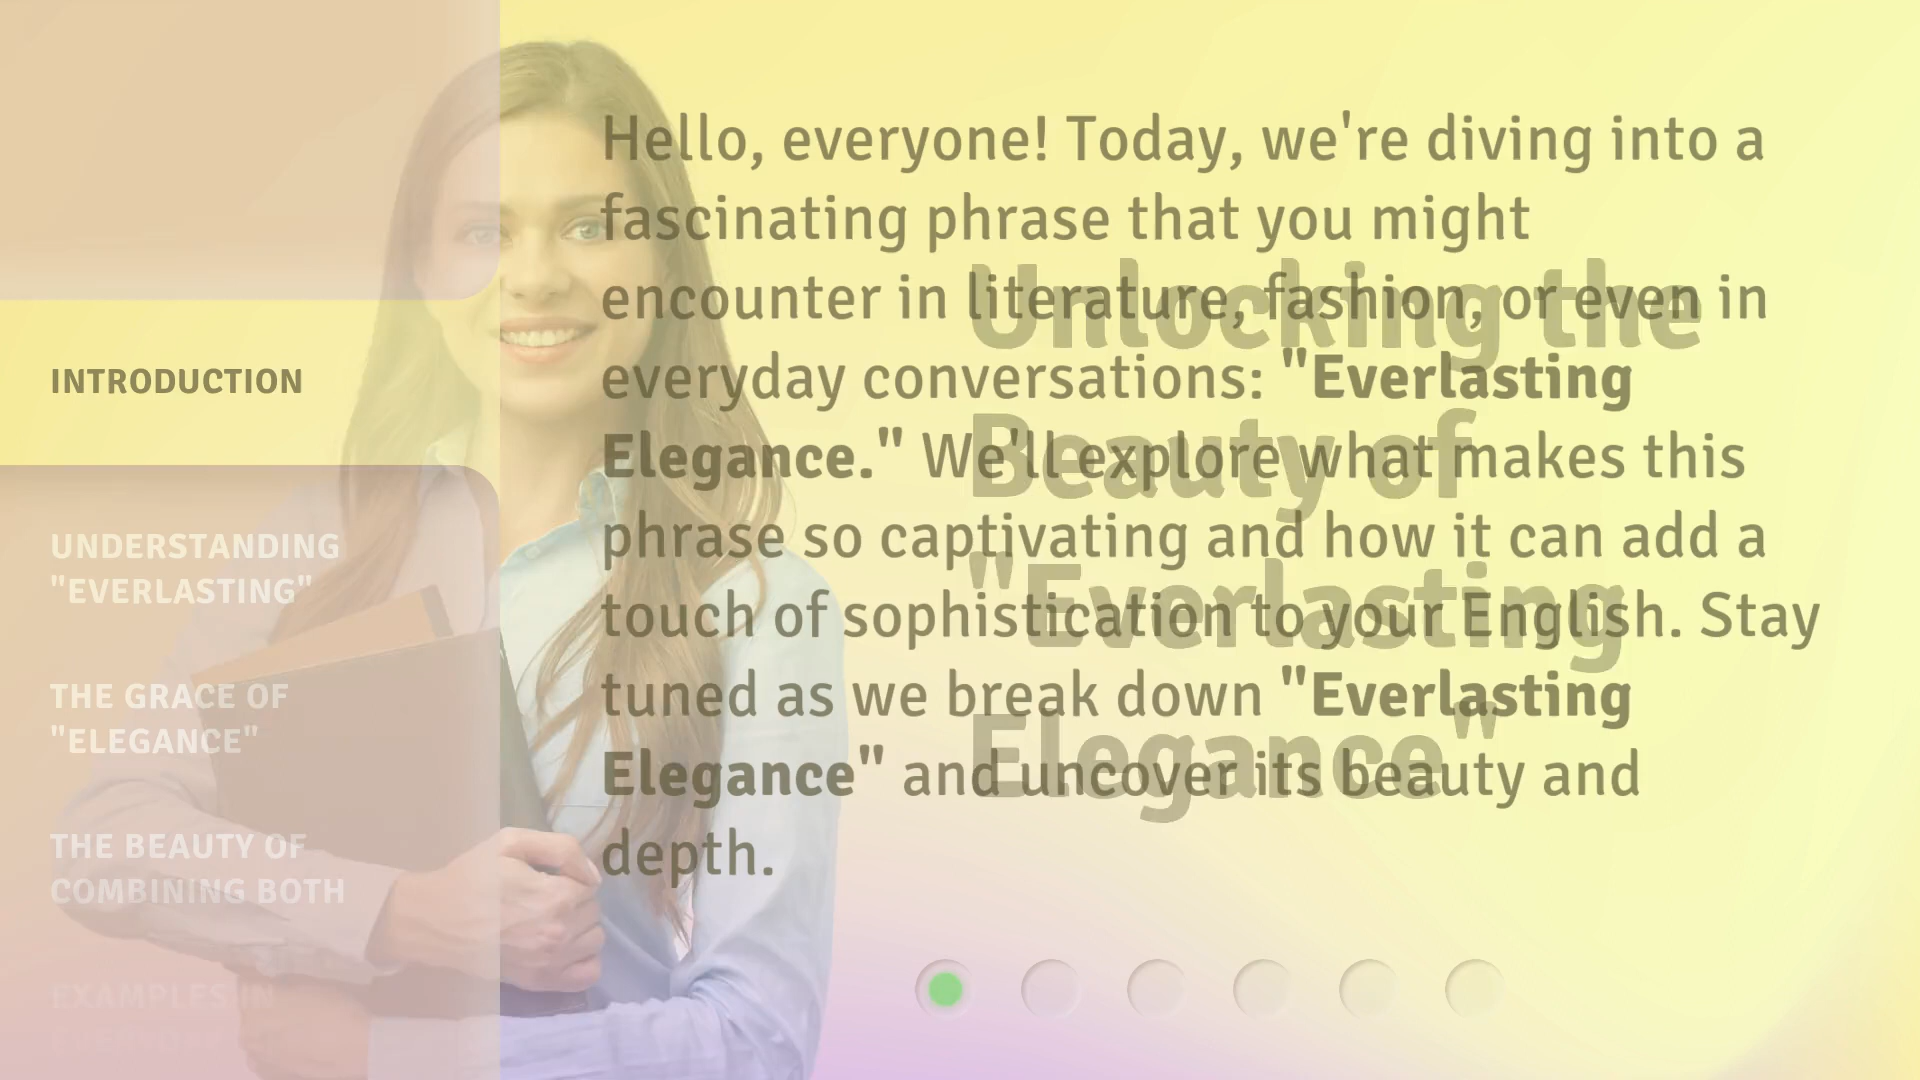 INTRODUCTION
UNDERSTANDING
"EVERLASTING"
THE GRACE OF
"ELEGANCE"
THE BEAUTY OF
COMBINING BOTH
EXAMPLES IN
Hello, everyone! Today, we're diving into a
fascinating phrase that you might
encounter in literature, fashion, or even in
everyday conversations: "Everlasting
Elegance." We'll explore what makes this
phrase so captivating and how it can add a
touch of sophistication to your English. Stay
tuned as we break down "Everlasting
Elegance" and uncover its beauty and
depth.
Unlocking the
Beauty of
"Everlasting
Elegance"